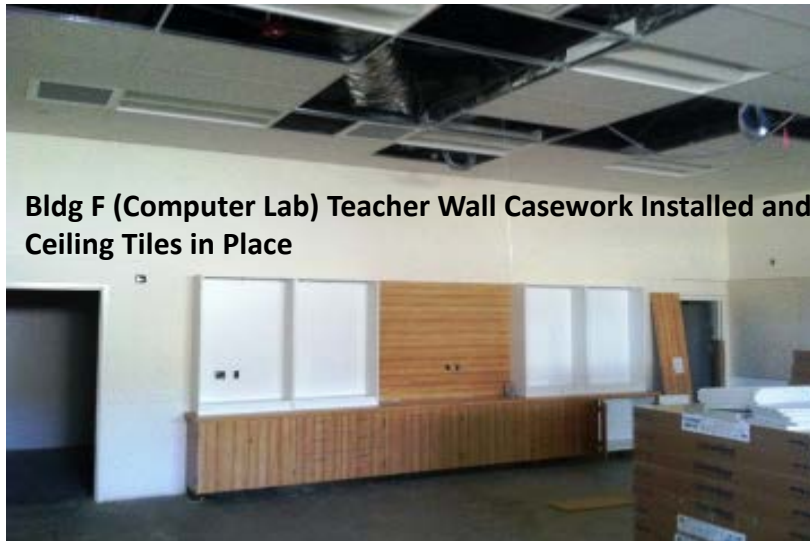 Bldg F (Computer Lab) Teacher Wall Casework Installed and
Ceiling Tiles in Place